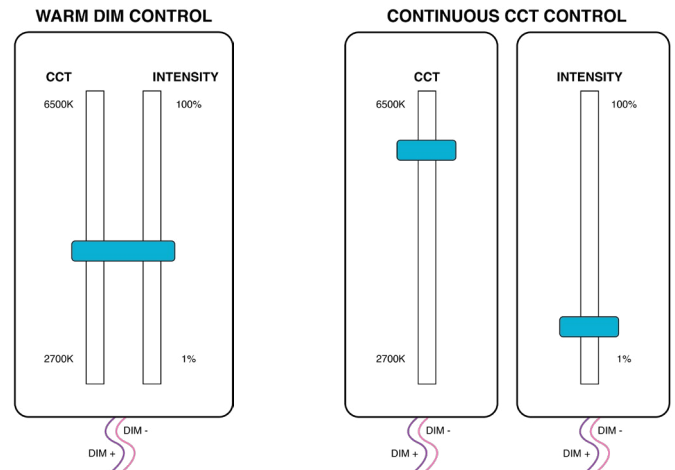 WARM DIM CONTROL
CCT INTENSITY
6500K 100%
2700K 1%
DIM -
DIM +
CONTINUOUS CCT CONTROL
CCT
6500K
2700K
DIM -
DIM +
INTENSITY
100%
1%
DIM -
DIM +